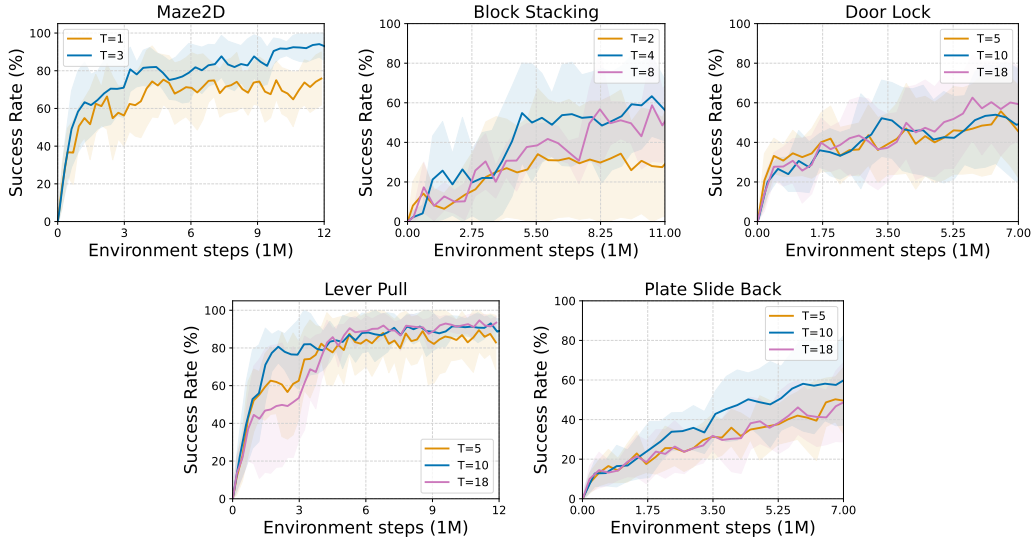 Maze2D
Success Rate (%)
100
80
60
40
20
0
T=1
T=3
0 3 6 9 12
Environment steps (1M)
Block Stacking
Success Rate (%)
100
80
60
40
20
0
T=2
T=4
T=8
0.00 2.75 5.50 8.25 11.00
Environment steps (1M)
Door Lock
Success Rate (%)
100
80
60
40
20
0
T=5
T=10
T=18
0.00 1.75 3.50 5.25 7.00
Environment steps (1M)
Lever Pull
Success Rate (%)
100
80
60
40
20
0
T=5
T=10
T=18
0 3 6 9 12
Environment steps (1M)
Plate Slide Back
Success Rate (%)
100
80
60
40
20
0
T=5
T=10
T=18
0.00 1.75 3.50 5.25 7.00
Environment steps (1M)